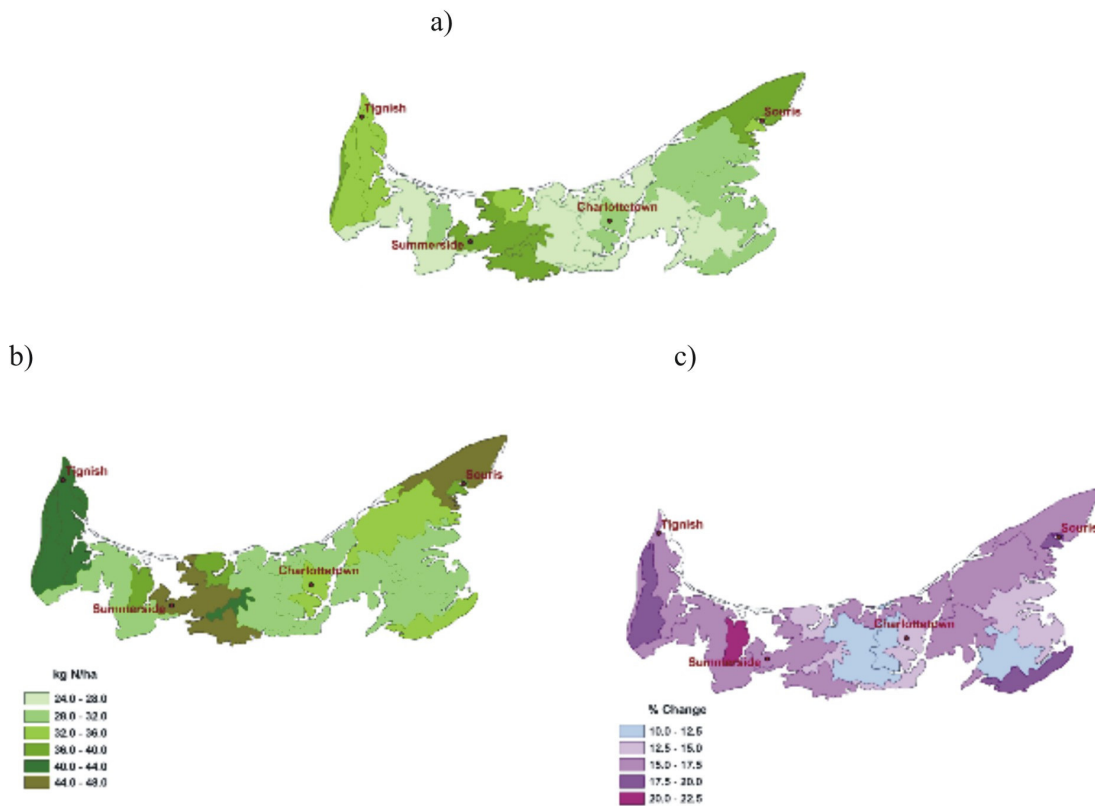 a)
Tignish
Souris
Charlottetown
Summerside
b)
Tignish
Souris
Charlottetown
Summerside
kg N/ha
24.0 - 28.0
28.0 - 32.0
32.0 - 36.0
36.0 - 40.0
40.0 - 44.0
44.0 - 48.0
c)
Tignish
Souris
Charlottetown
Summerside
% Change
10.0 - 12.5
12.5 - 15.0
15.0 - 17.5
17.5 - 20.0
20.0 - 22.5